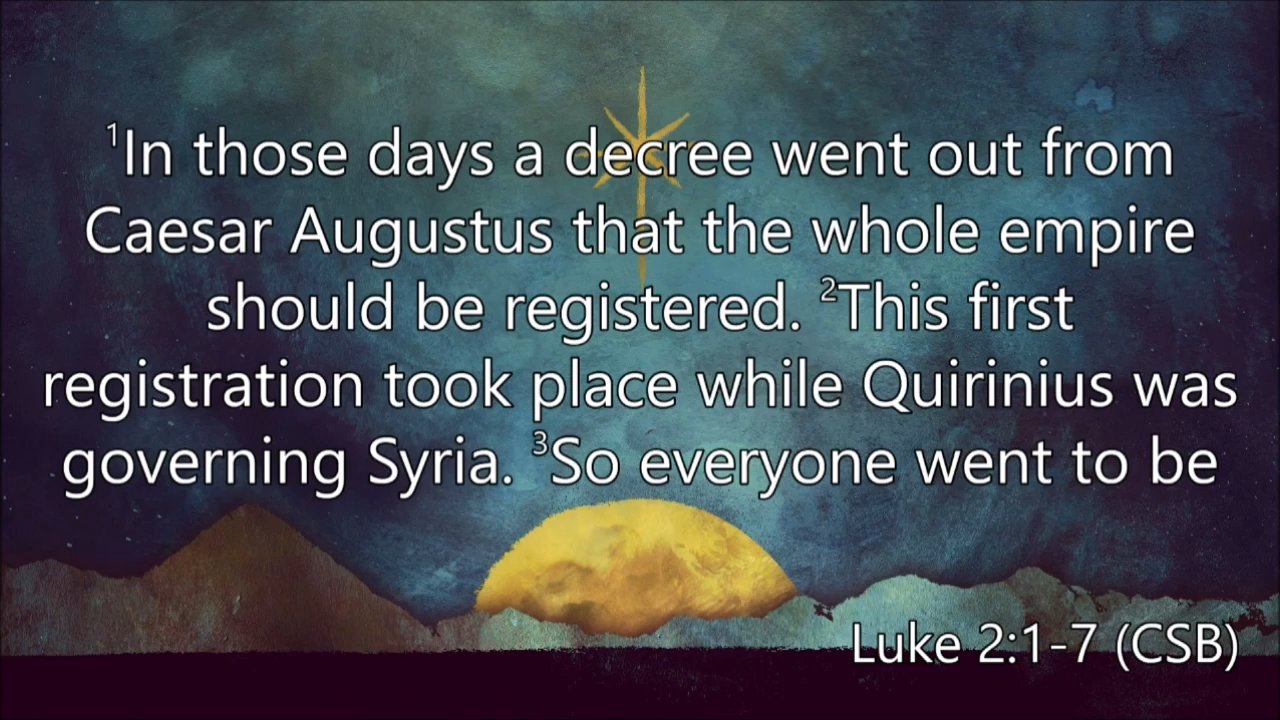 ¹In those days a decree went out from
Caesar Augustus that the whole empire
should be registered. ²This first
registration took place while Quirinius was
governing Syria. ³So everyone went to be
Luke 2:1-7 (CSB)